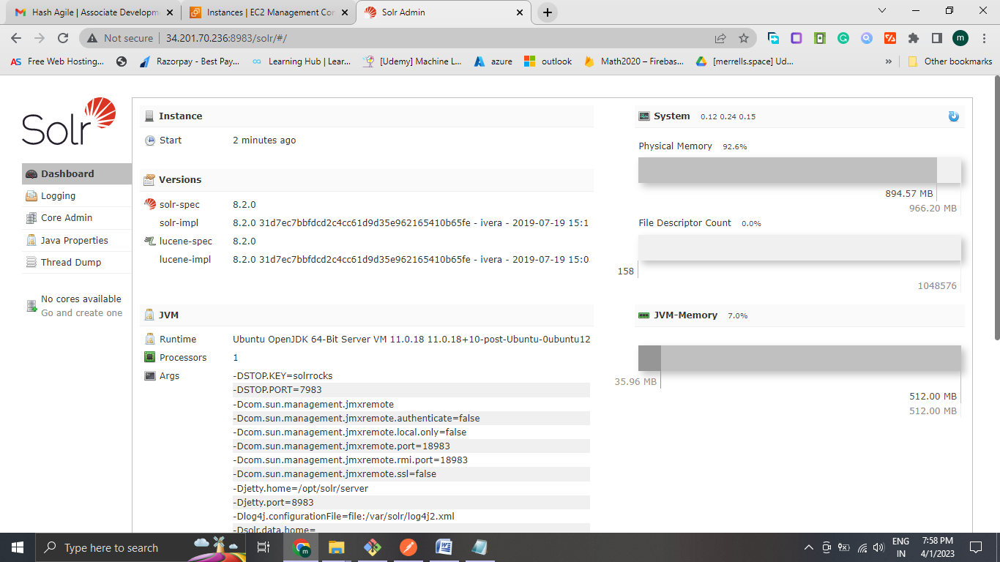 Hash Agile | Associate Developm
Instances | EC2 Management Con
Solr Admin
Not secure
34.201.70.236:8983/solr/#/
m
AS Free Web Hosting...
Razorpay - Best Pay...
Learning Hub | Lear...
[Udemy] Machine L...
azure
outlook
Math2020 – Firebas...
[merrells.space] Ud...
»
Other bookmarks
Solr
Dashboard
Logging
Core Admin
Java Properties
Thread Dump
No cores available
Go and create one
Instance
Start 2 minutes ago
Versions
solr-spec 8.2.0
solr-impl 8.2.0 31d7ec7bbfdcd2c4cc61d9d35e962165410b65fe - ivera - 2019-07-19 15:1
lucene-spec 8.2.0
lucene-impl 8.2.0 31d7ec7bbfdcd2c4cc61d9d35e962165410b65fe - ivera - 2019-07-19 15:0
JVM
Runtime Ubuntu OpenJDK 64-Bit Server VM 11.0.18 11.0.18+10-post-Ubuntu-0ubuntu12
Processors 1
Args -DSTOP.KEY=solrrocks
-DSTOP.PORT=7983
-Dcom.sun.management.jmxremote
-Dcom.sun.management.jmxremote.authenticate=false
-Dcom.sun.management.jmxremote.local.only=false
-Dcom.sun.management.jmxremote.port=18983
-Dcom.sun.management.jmxremote.rmi.port=18983
-Dcom.sun.management.jmxremote.ssl=false
-Djetty.home=/opt/solr/server
-Djetty.port=8983
-Dlog4j.configurationFile=file:/var/solr/log4j2.xml
-Dsolr.data.home=
System 0.12 0.24 0.15
Physical Memory 92.6%
894.57 MB
966.20 MB
File Descriptor Count 0.0%
158
1048576
JVM-Memory 7.0%
35.96 MB
512.00 MB
512.00 MB
Type here to search
m
ENG
IN
7:58 PM
4/1/2023